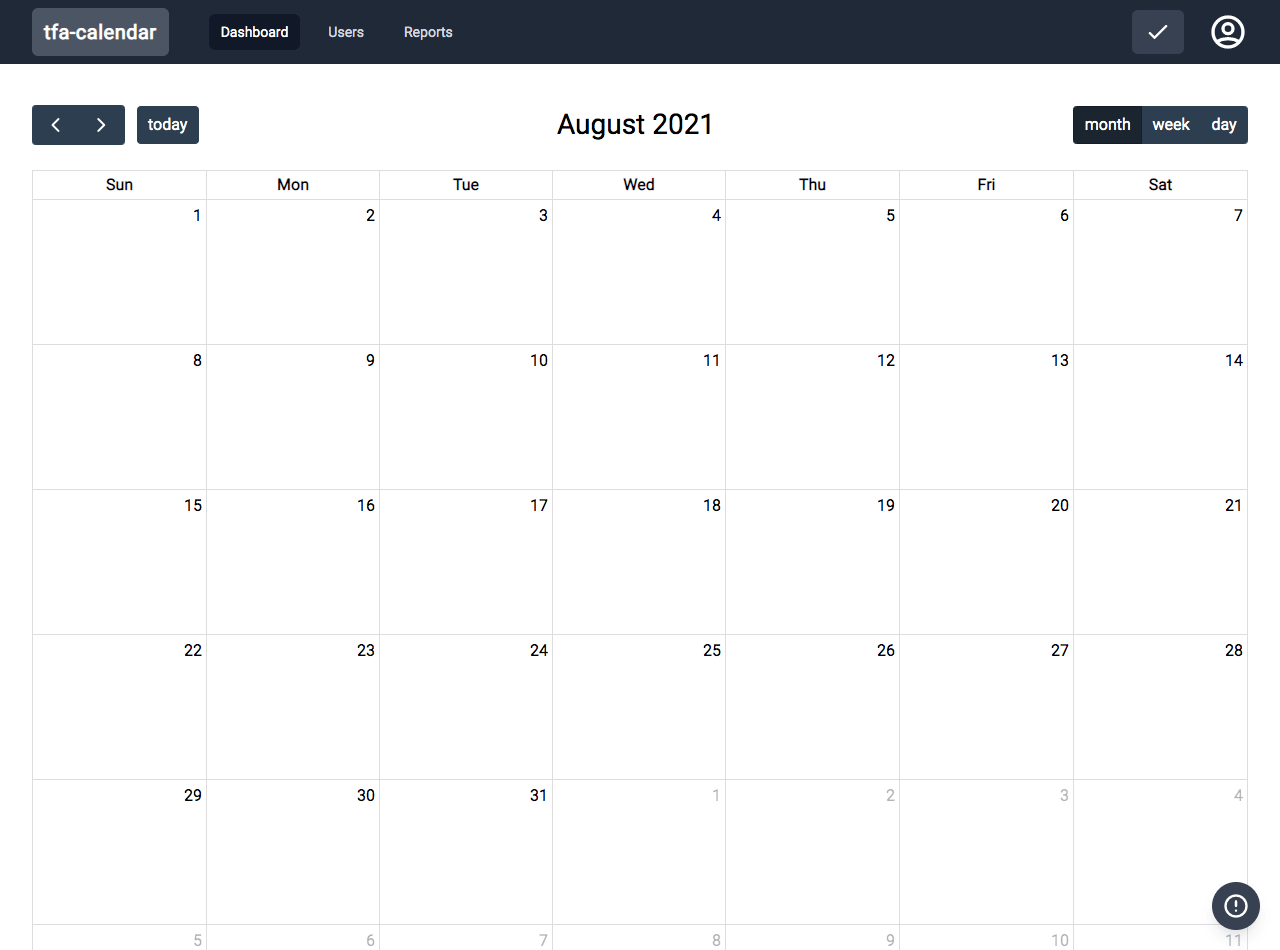 tfa-calendar Dashboard Users Reports
today August 2021 month week day
Sun Mon Tue Wed Thu Fri Sat
1 2 3 4 5 6 7
8 9 10 11 12 13 14
15 16 17 18 19 20 21
22 23 24 25 26 27 28
29 30 31 1 2 3 4
5 6 7 8 9 10 11